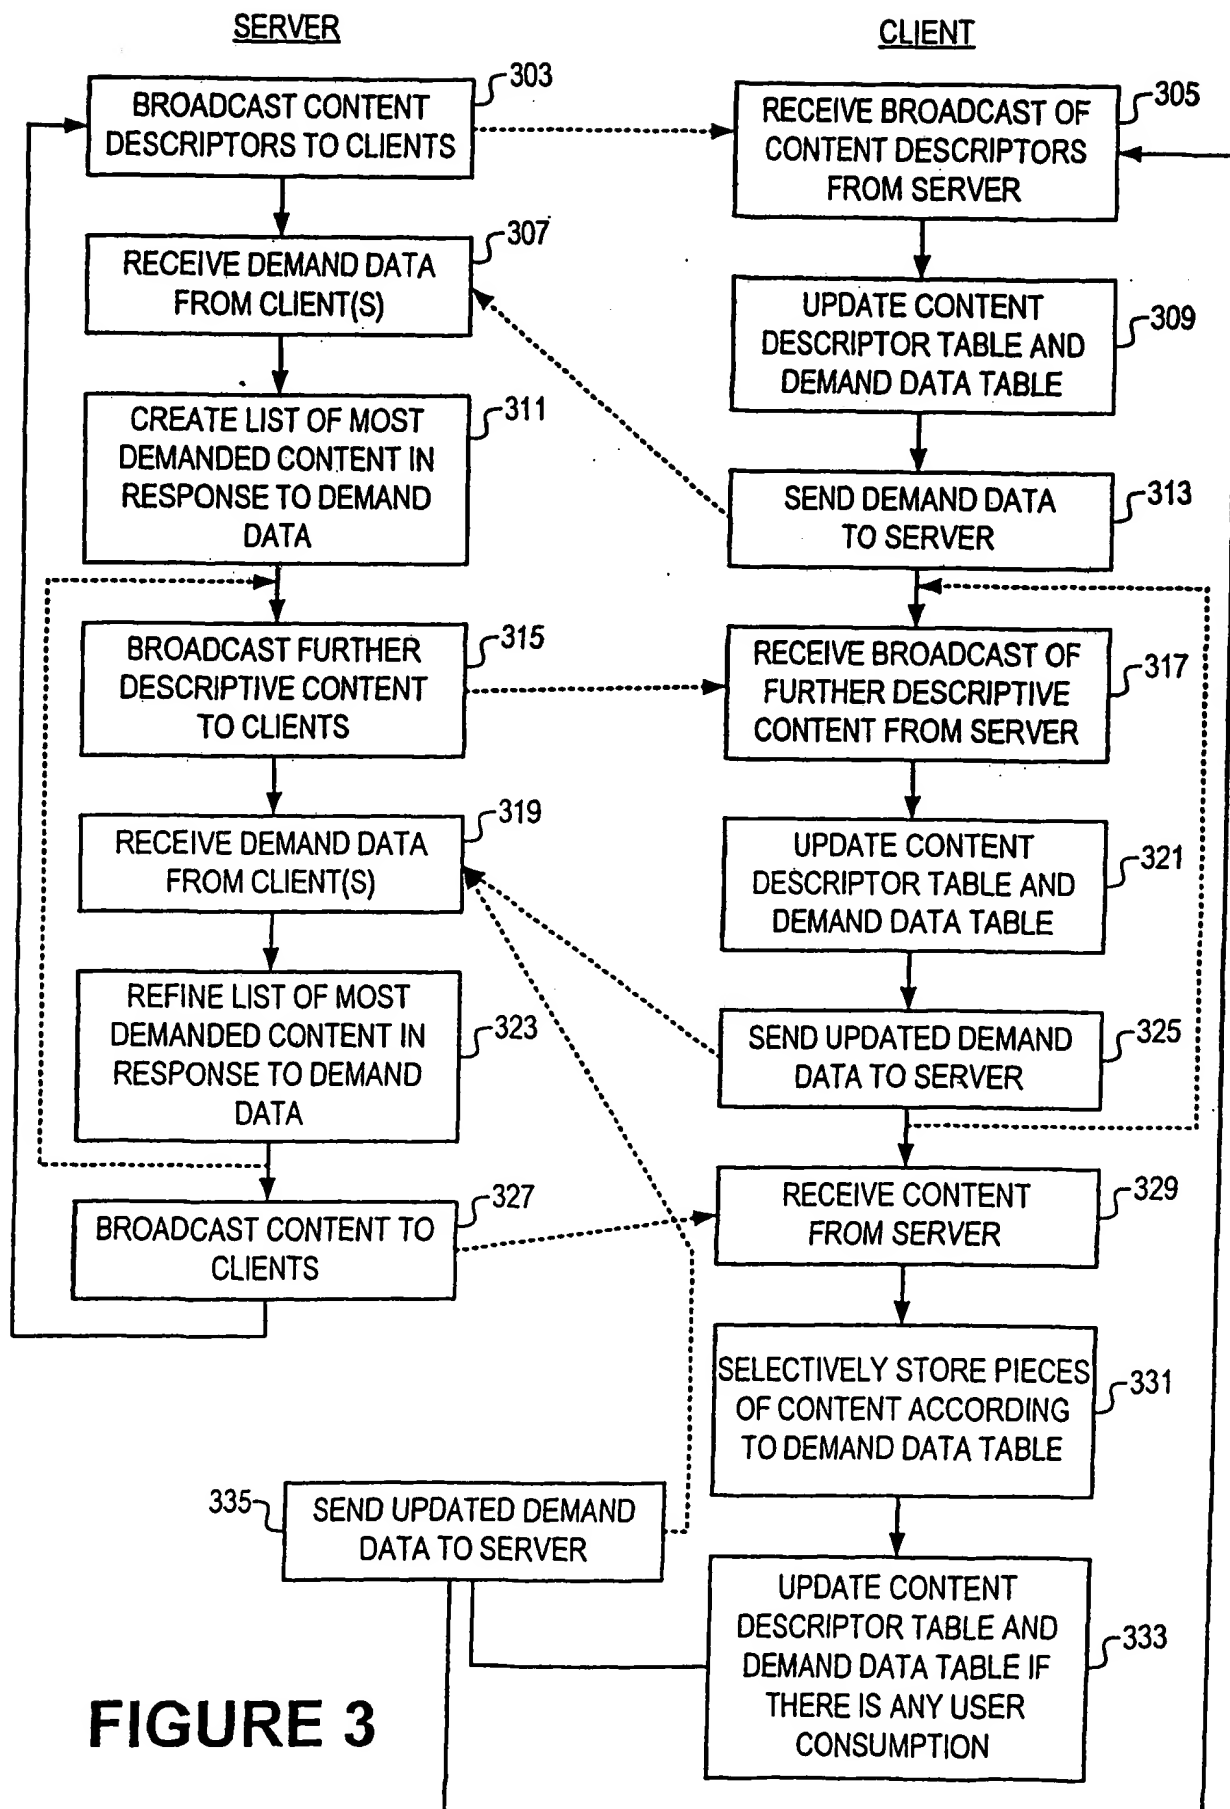 SERVER
BROADCAST CONTENT
DESCRIPTORS TO CLIENTS
303
RECEIVE DEMAND DATA
FROM CLIENT(S)
307
CREATE LIST OF MOST
DEMANDED CONTENT IN
RESPONSE TO DEMAND
DATA
311
BROADCAST FURTHER
DESCRIPTIVE CONTENT
TO CLIENTS
315
RECEIVE DEMAND DATA
FROM CLIENT(S)
319
REFINE LIST OF MOST
DEMANDED CONTENT IN
RESPONSE TO DEMAND
DATA
323
BROADCAST CONTENT TO
CLIENTS
327
CLIENT
RECEIVE BROADCAST OF
CONTENT DESCRIPTORS
FROM SERVER
305
UPDATE CONTENT
DESCRIPTOR TABLE AND
DEMAND DATA TABLE
309
SEND DEMAND DATA
TO SERVER
313
RECEIVE BROADCAST OF
FURTHER DESCRIPTIVE
CONTENT FROM SERVER
317
UPDATE CONTENT
DESCRIPTOR TABLE AND
DEMAND DATA TABLE
321
SEND UPDATED DEMAND
DATA TO SERVER
325
RECEIVE CONTENT
FROM SERVER
329
SELECTIVELY STORE PIECES
OF CONTENT ACCORDING
TO DEMAND DATA TABLE
331
UPDATE CONTENT
DESCRIPTOR TABLE AND
DEMAND DATA TABLE IF
THERE IS ANY USER
CONSUMPTION
333
335
SEND UPDATED DEMAND
DATA TO SERVER
FIGURE 3